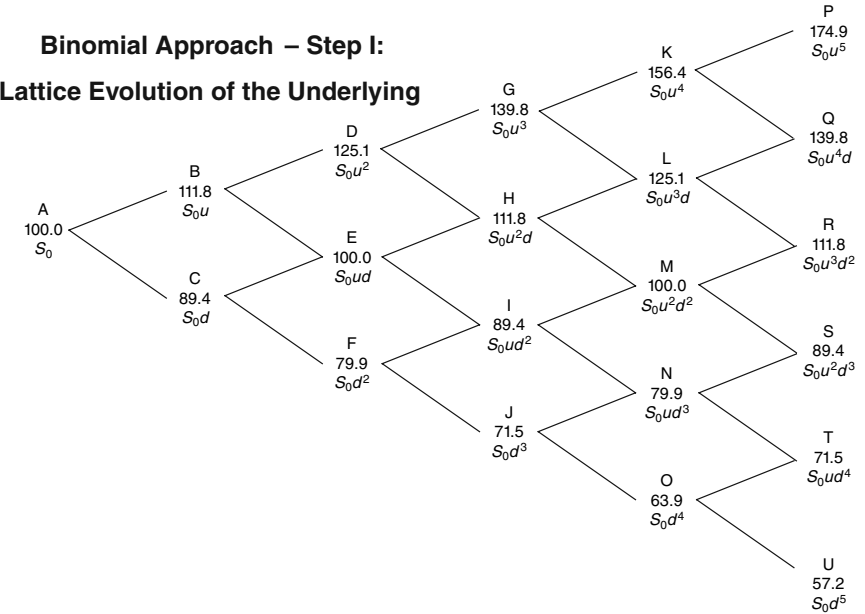 Binomial Approach – Step I:
Lattice Evolution of the Underlying
A
100.0
S₀
B
111.8
S₀u
C
89.4
S₀d
D
125.1
S₀u²
E
100.0
S₀ud
F
79.9
S₀d²
G
139.8
S₀u³
H
111.8
S₀u²d
I
89.4
S₀ud²
J
71.5
S₀d³
K
156.4
S₀u⁴
L
125.1
S₀u³d
M
100.0
S₀u²d²
N
79.9
S₀ud³
O
63.9
S₀d⁴
P
174.9
S₀u⁵
Q
139.8
S₀u⁴d
R
111.8
S₀u³d²
S
89.4
S₀u²d³
T
71.5
S₀ud⁴
U
57.2
S₀d⁵